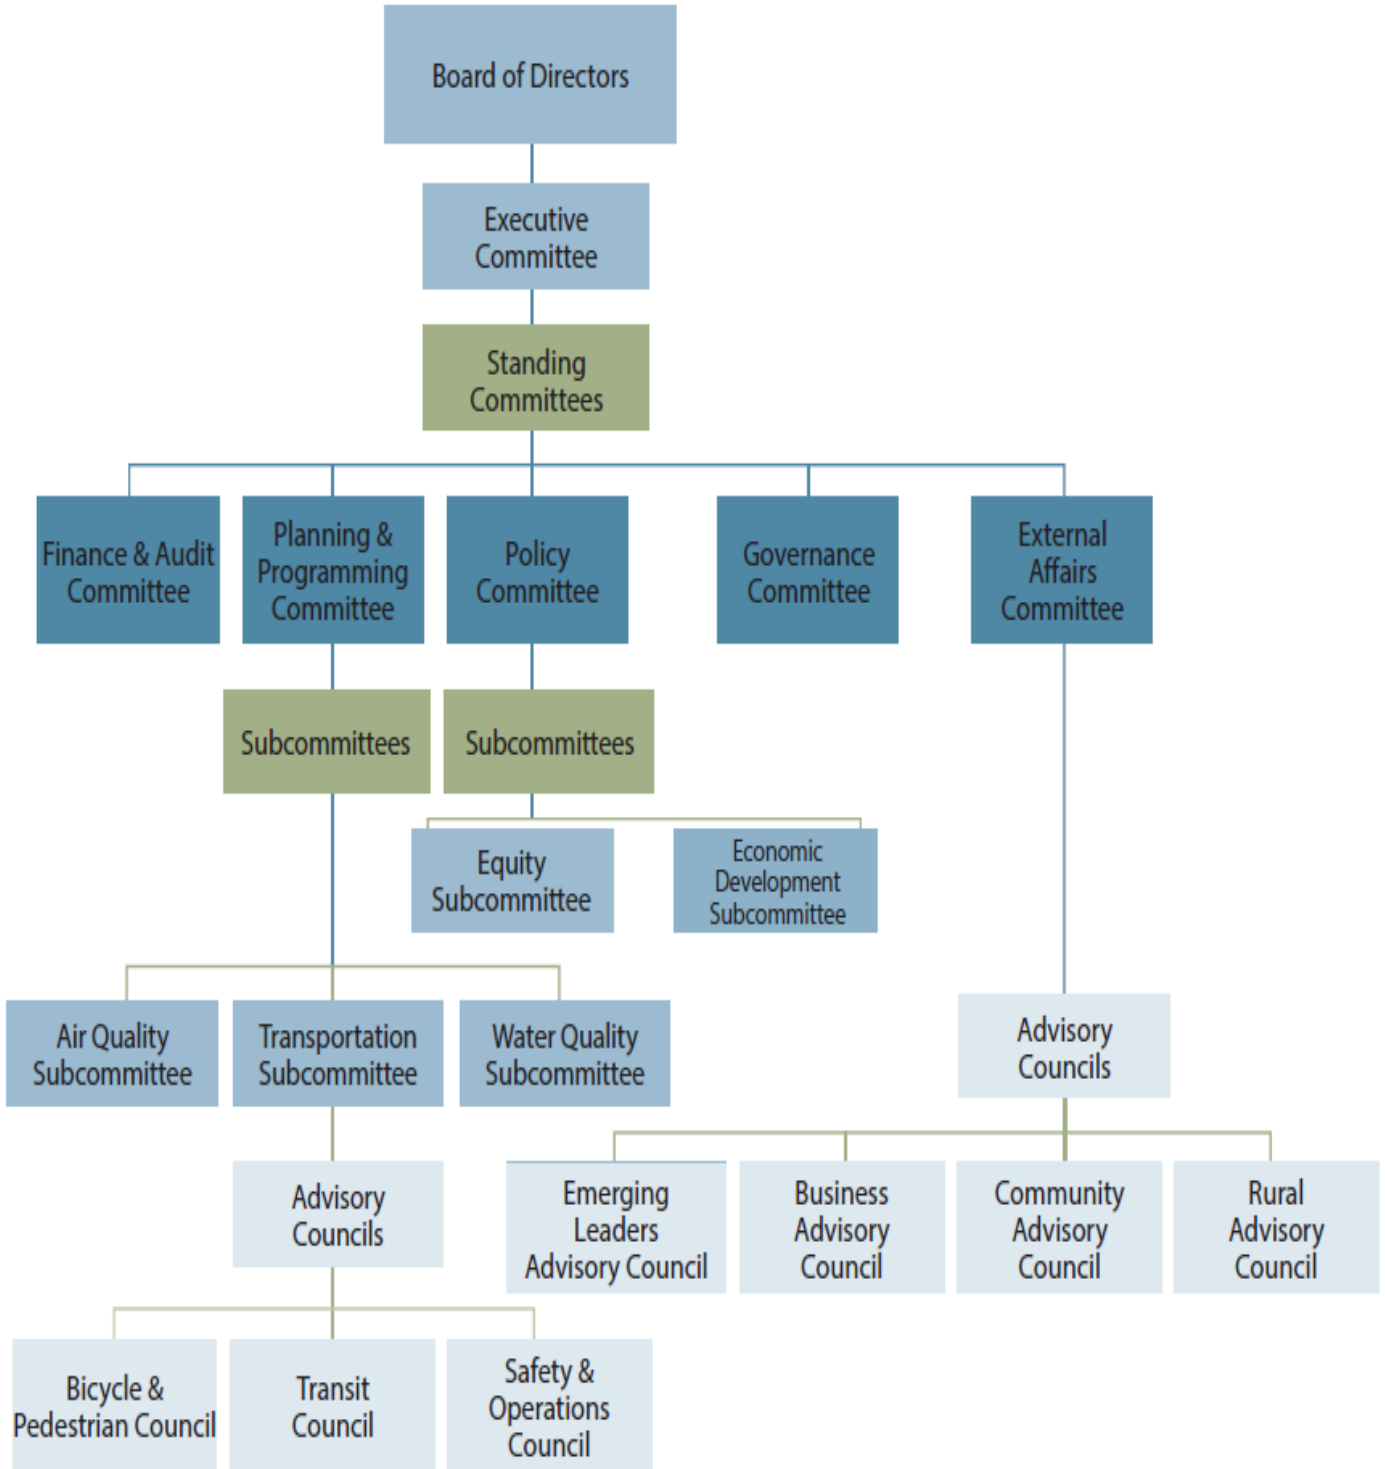 Board of Directors
Executive
Committee
Standing
Committees
Finance & Audit
Committee
Planning &
Programming
Committee
Policy
Committee
Governance
Committee
External
Affairs
Committee
Subcommittees
Subcommittees
Equity
Subcommittee
Economic
Development
Subcommittee
Air Quality
Subcommittee
Transportation
Subcommittee
Water Quality
Subcommittee
Advisory
Councils
Advisory
Councils
Emerging
Leaders
Advisory Council
Business
Advisory
Council
Community
Advisory
Council
Rural
Advisory
Council
Bicycle &
Pedestrian Council
Transit
Council
Safety &
Operations
Council